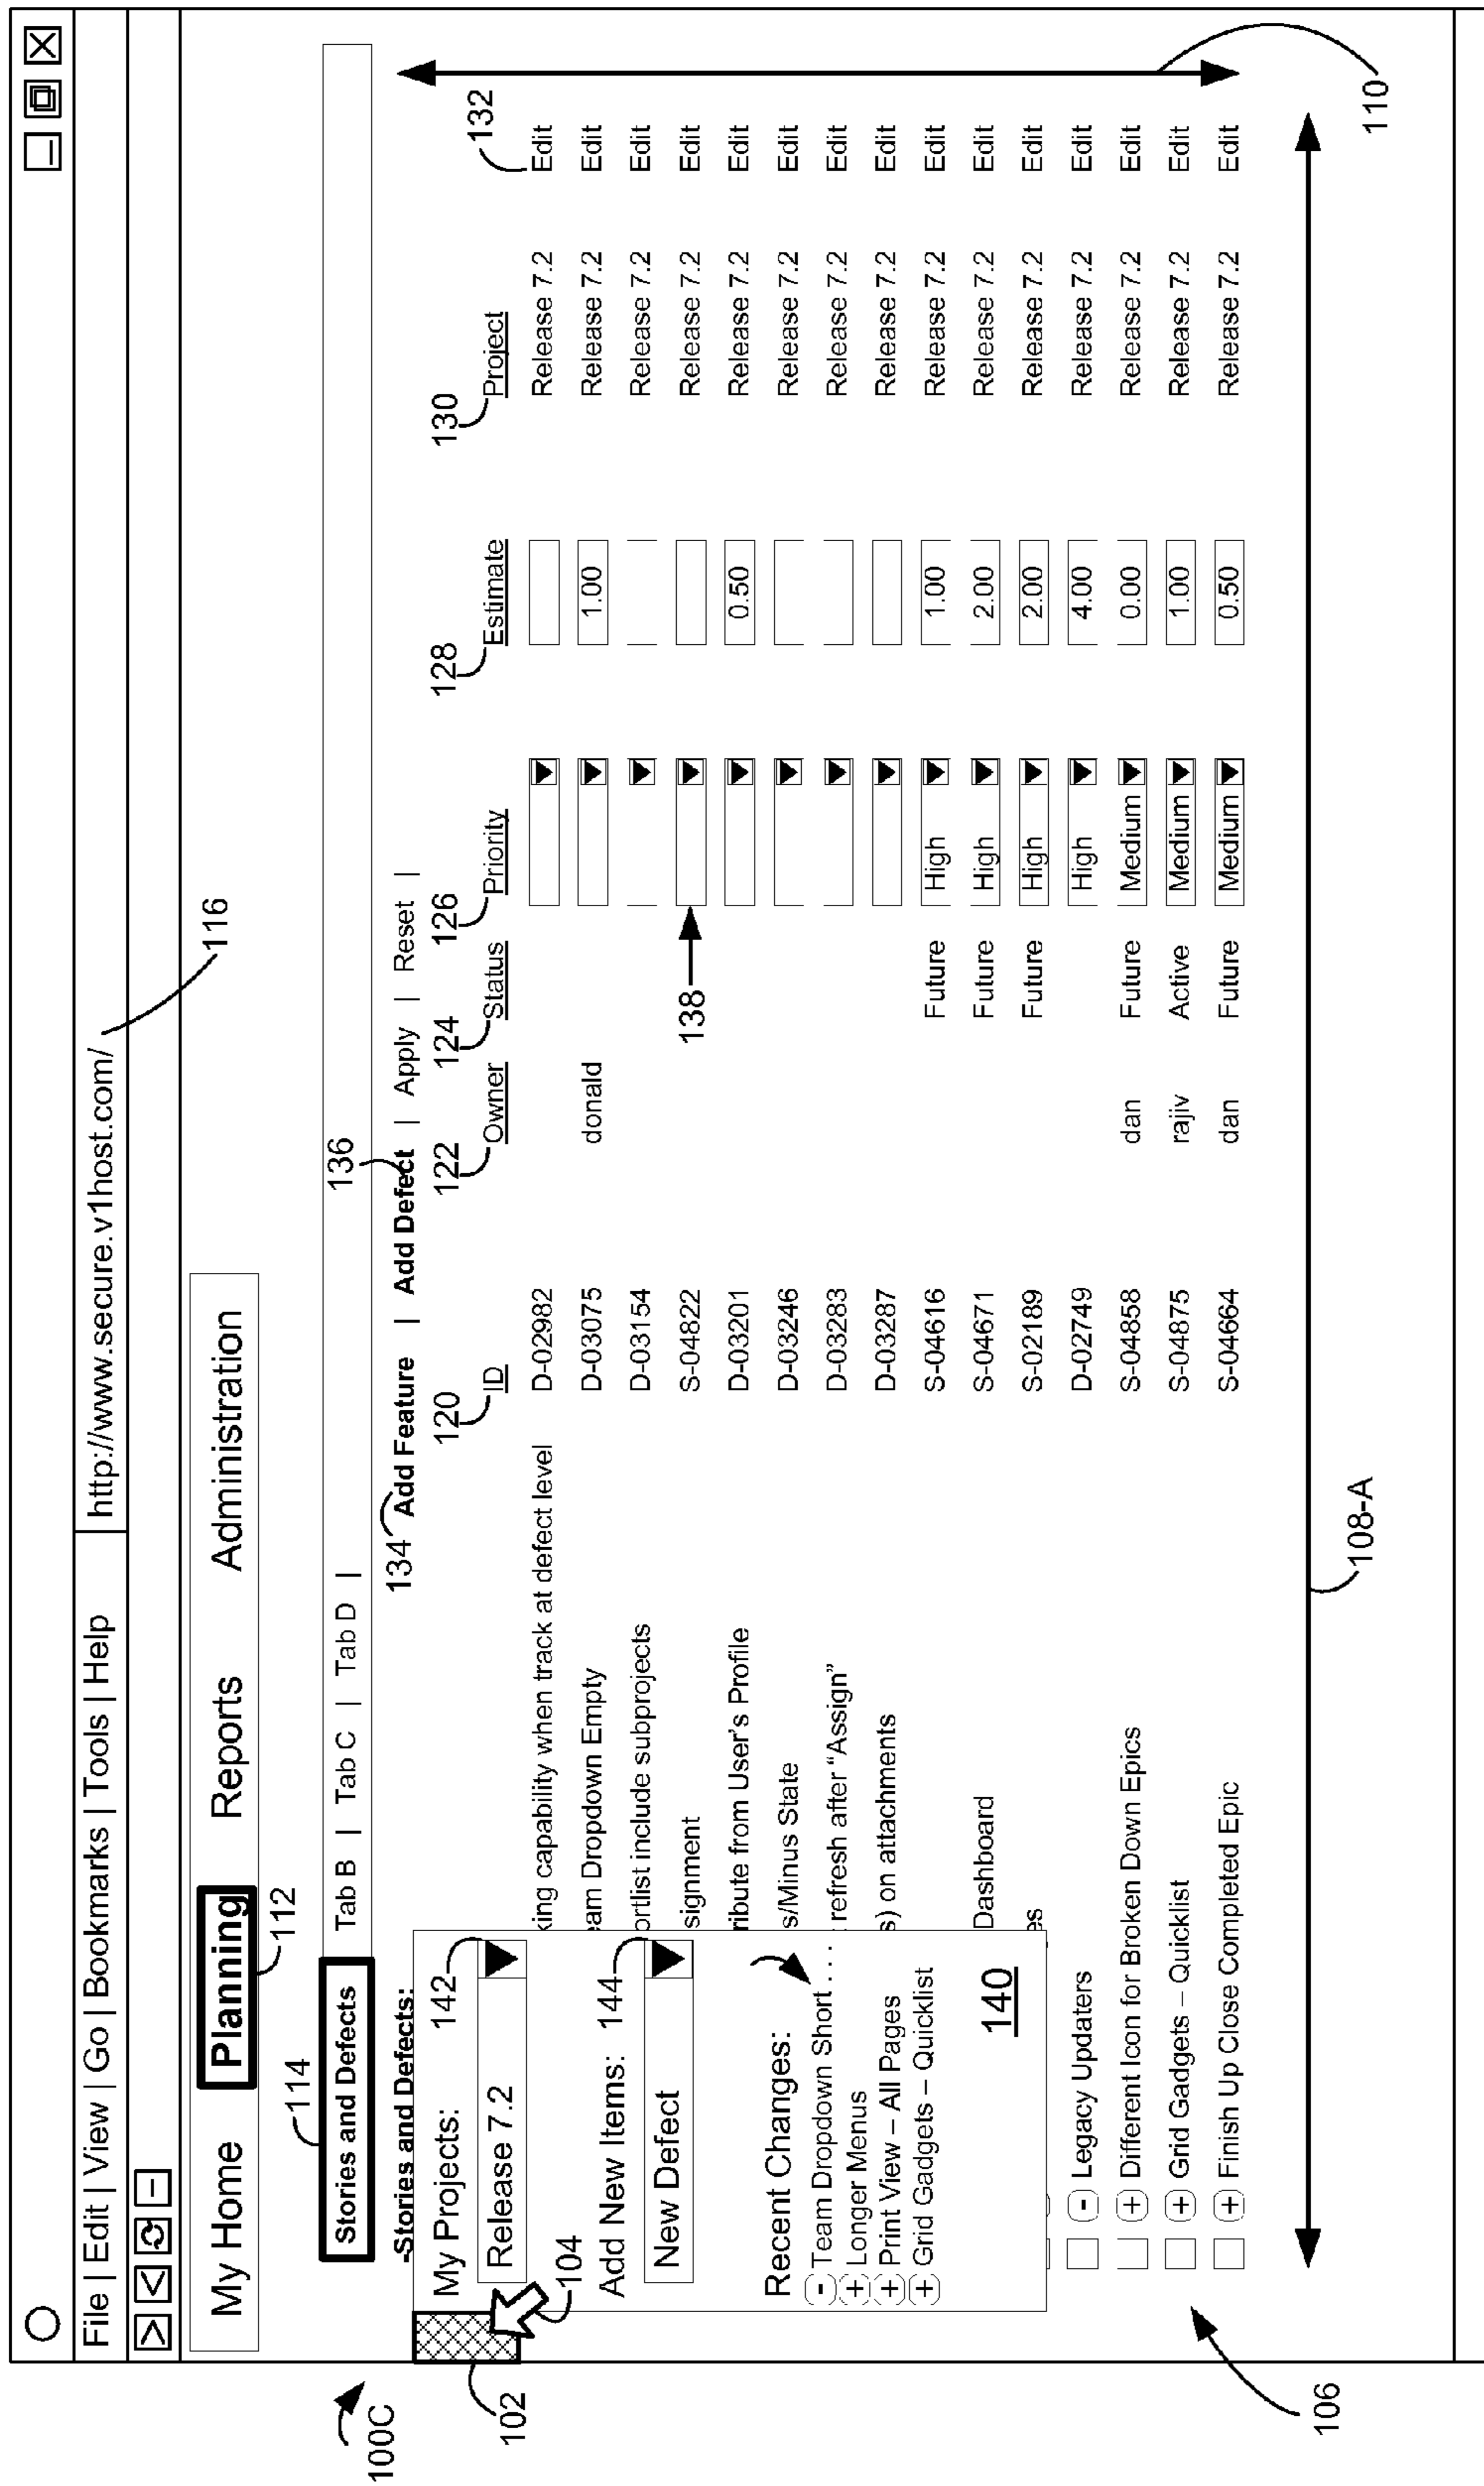 File | Edit | View | Go | Bookmarks | Tools | Help
http://www.secure.v1host.com/
116
My Home Planning Reports Administration
112
114
Stories and Defects Tab B | Tab C | Tab D |
136
100C
-Stories and Defects:
134 Add Feature | Add Defect | Apply | Reset |
120 122 124 126 128 130 132
ID Owner Status Priority Estimate Project
king capability when track at defect level D-02982 Release 7.2 Edit
eam Dropdown Empty D-03075 donald 1.00 Release 7.2 Edit
ortlist include subprojects D-03154 Release 7.2 Edit
signment S-04822 138 Release 7.2 Edit
ribute from User's Profile D-03201 0.50 Release 7.2 Edit
s/Minus State D-03246 Release 7.2 Edit
refresh after “Assign” D-03283 Release 7.2 Edit
s) on attachments D-03287 Release 7.2 Edit
S-04616 Future High 1.00 Release 7.2 Edit
Dashboard S-04671 Future High 2.00 Release 7.2 Edit
es S-02189 Future High 2.00 Release 7.2 Edit
- Legacy Updaters D-02749 High 4.00 Release 7.2 Edit
+ Different Icon for Broken Down Epics S-04858 dan Future Medium 0.00 Release 7.2 Edit
+ Grid Gadgets – Quicklist S-04875 rajiv Active Medium 1.00 Release 7.2 Edit
+ Finish Up Close Completed Epic S-04664 dan Future Medium 0.50 Release 7.2 Edit
My Projects: 142
Release 7.2
102
104
Add New Items: 144
New Defect
Recent Changes:
- Team Dropdown Short . . . .
+ Longer Menus
+ Print View – All Pages
+ Grid Gadgets – Quicklist
140
106
108-A
110